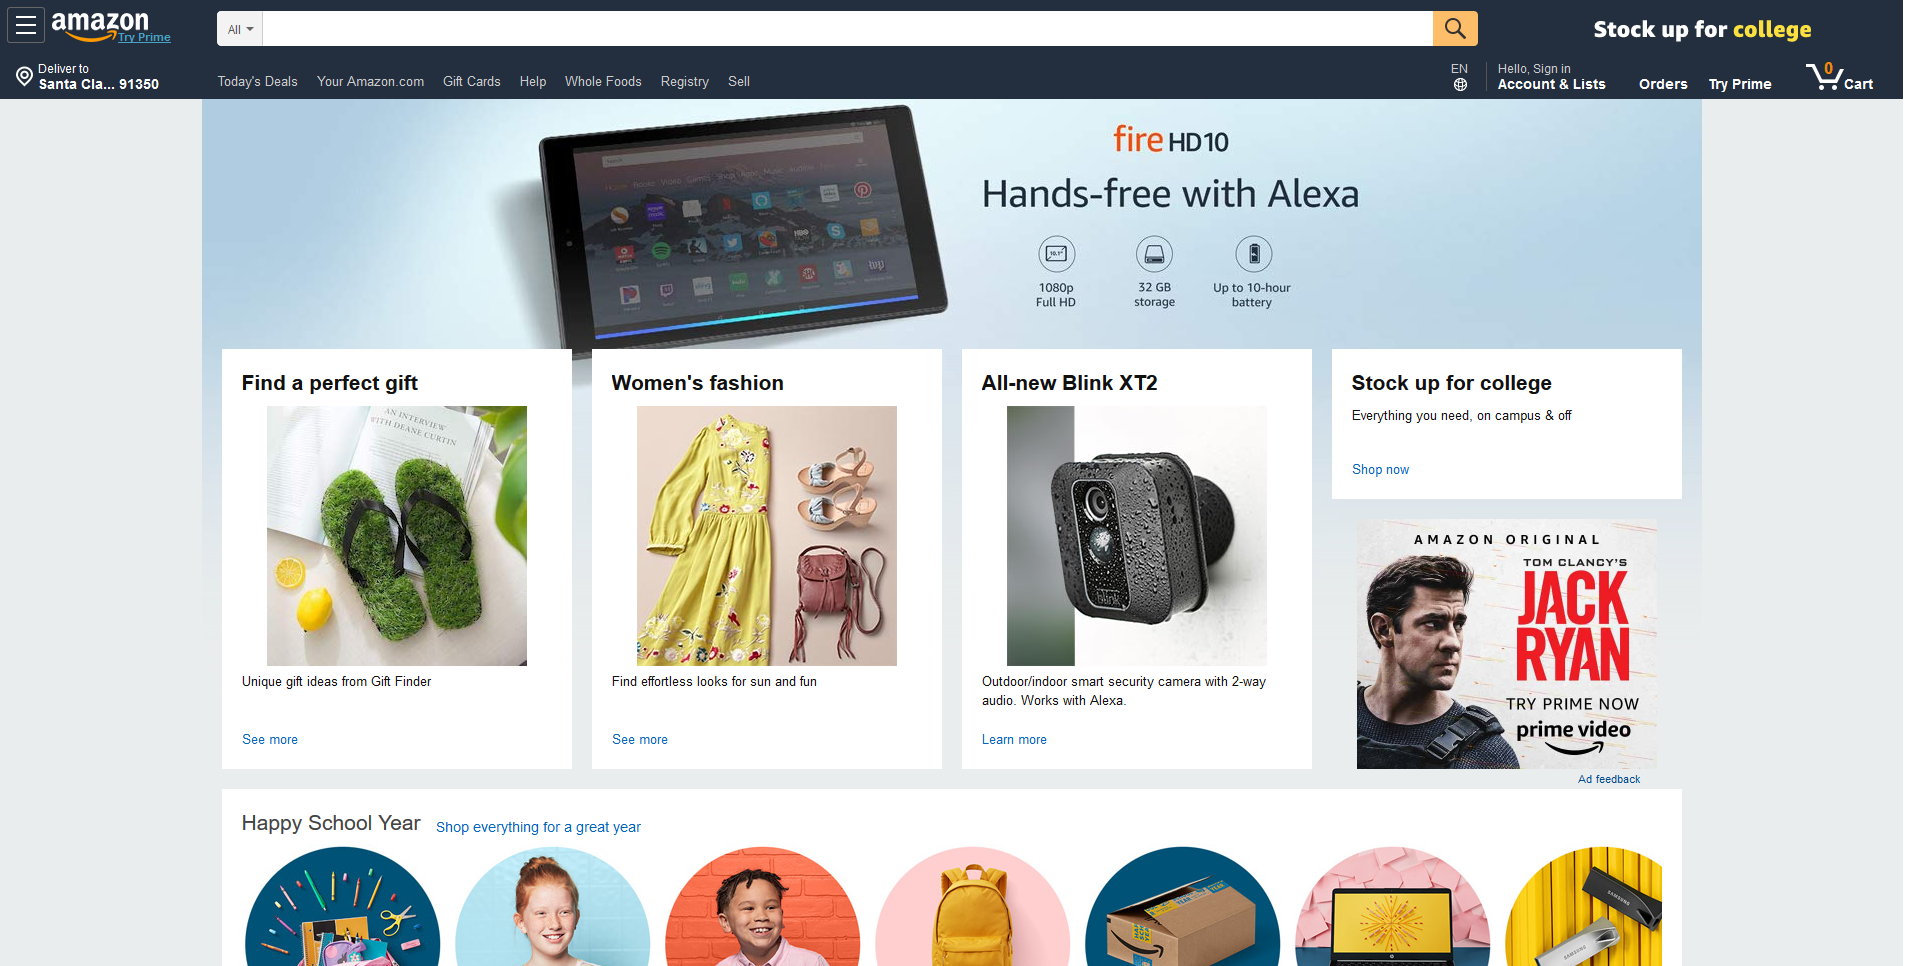 amazon
Try Prime
All
Stock up for college
Deliver to
Santa Cla... 91350
Today's Deals
Your Amazon.com
Gift Cards
Help
Whole Foods
Registry
Sell
EN
Hello, Sign in
Account & Lists
Orders
Try Prime
0
Cart
fire HD10
Hands-free with Alexa
10.1"
1080p
Full HD
32 GB
storage
Up to 10-hour
battery
Find a perfect gift
AN INTERVIEW
WITH DEANE CURTIN
Unique gift ideas from Gift Finder
See more
Women's fashion
Find effortless looks for sun and fun
See more
All-new Blink XT2
blink
Outdoor/indoor smart security camera with 2-way
audio. Works with Alexa.
Learn more
Stock up for college
Everything you need, on campus & off
Shop now
AMAZON ORIGINAL
TOM CLANCY'S
JACK
RYAN
TRY PRIME NOW
prime video
Ad feedback
Happy School Year
Shop everything for a great year
SAMSUNG
SAMSUNG